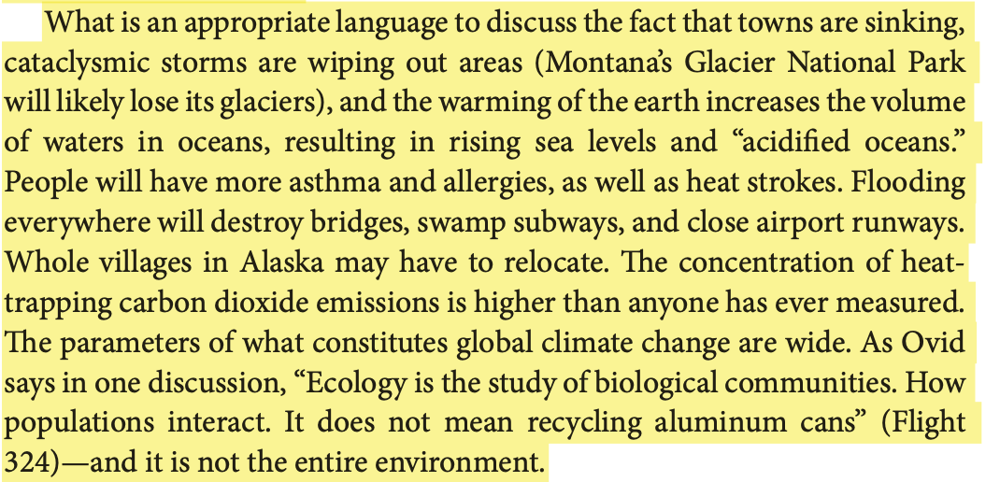 What is an appropriate language to discuss the fact that towns are sinking,
cataclysmic storms are wiping out areas (Montana’s Glacier National Park
will likely lose its glaciers), and the warming of the earth increases the volume
of waters in oceans, resulting in rising sea levels and “acidified oceans.”
People will have more asthma and allergies, as well as heat strokes. Flooding
everywhere will destroy bridges, swamp subways, and close airport runways.
Whole villages in Alaska may have to relocate. The concentration of heat-
trapping carbon dioxide emissions is higher than anyone has ever measured.
The parameters of what constitutes global climate change are wide. As Ovid
says in one discussion, “Ecology is the study of biological communities. How
populations interact. It does not mean recycling aluminum cans” (Flight
324)—and it is not the entire environment.